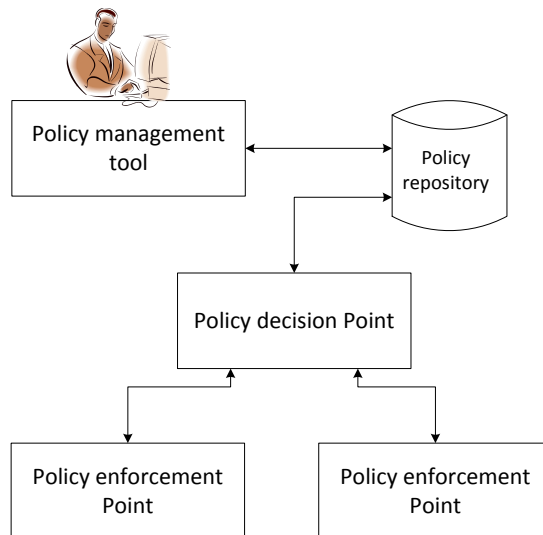 Policy management
tool
Policy
repository
Policy decision Point
Policy enforcement
Point
Policy enforcement
Point